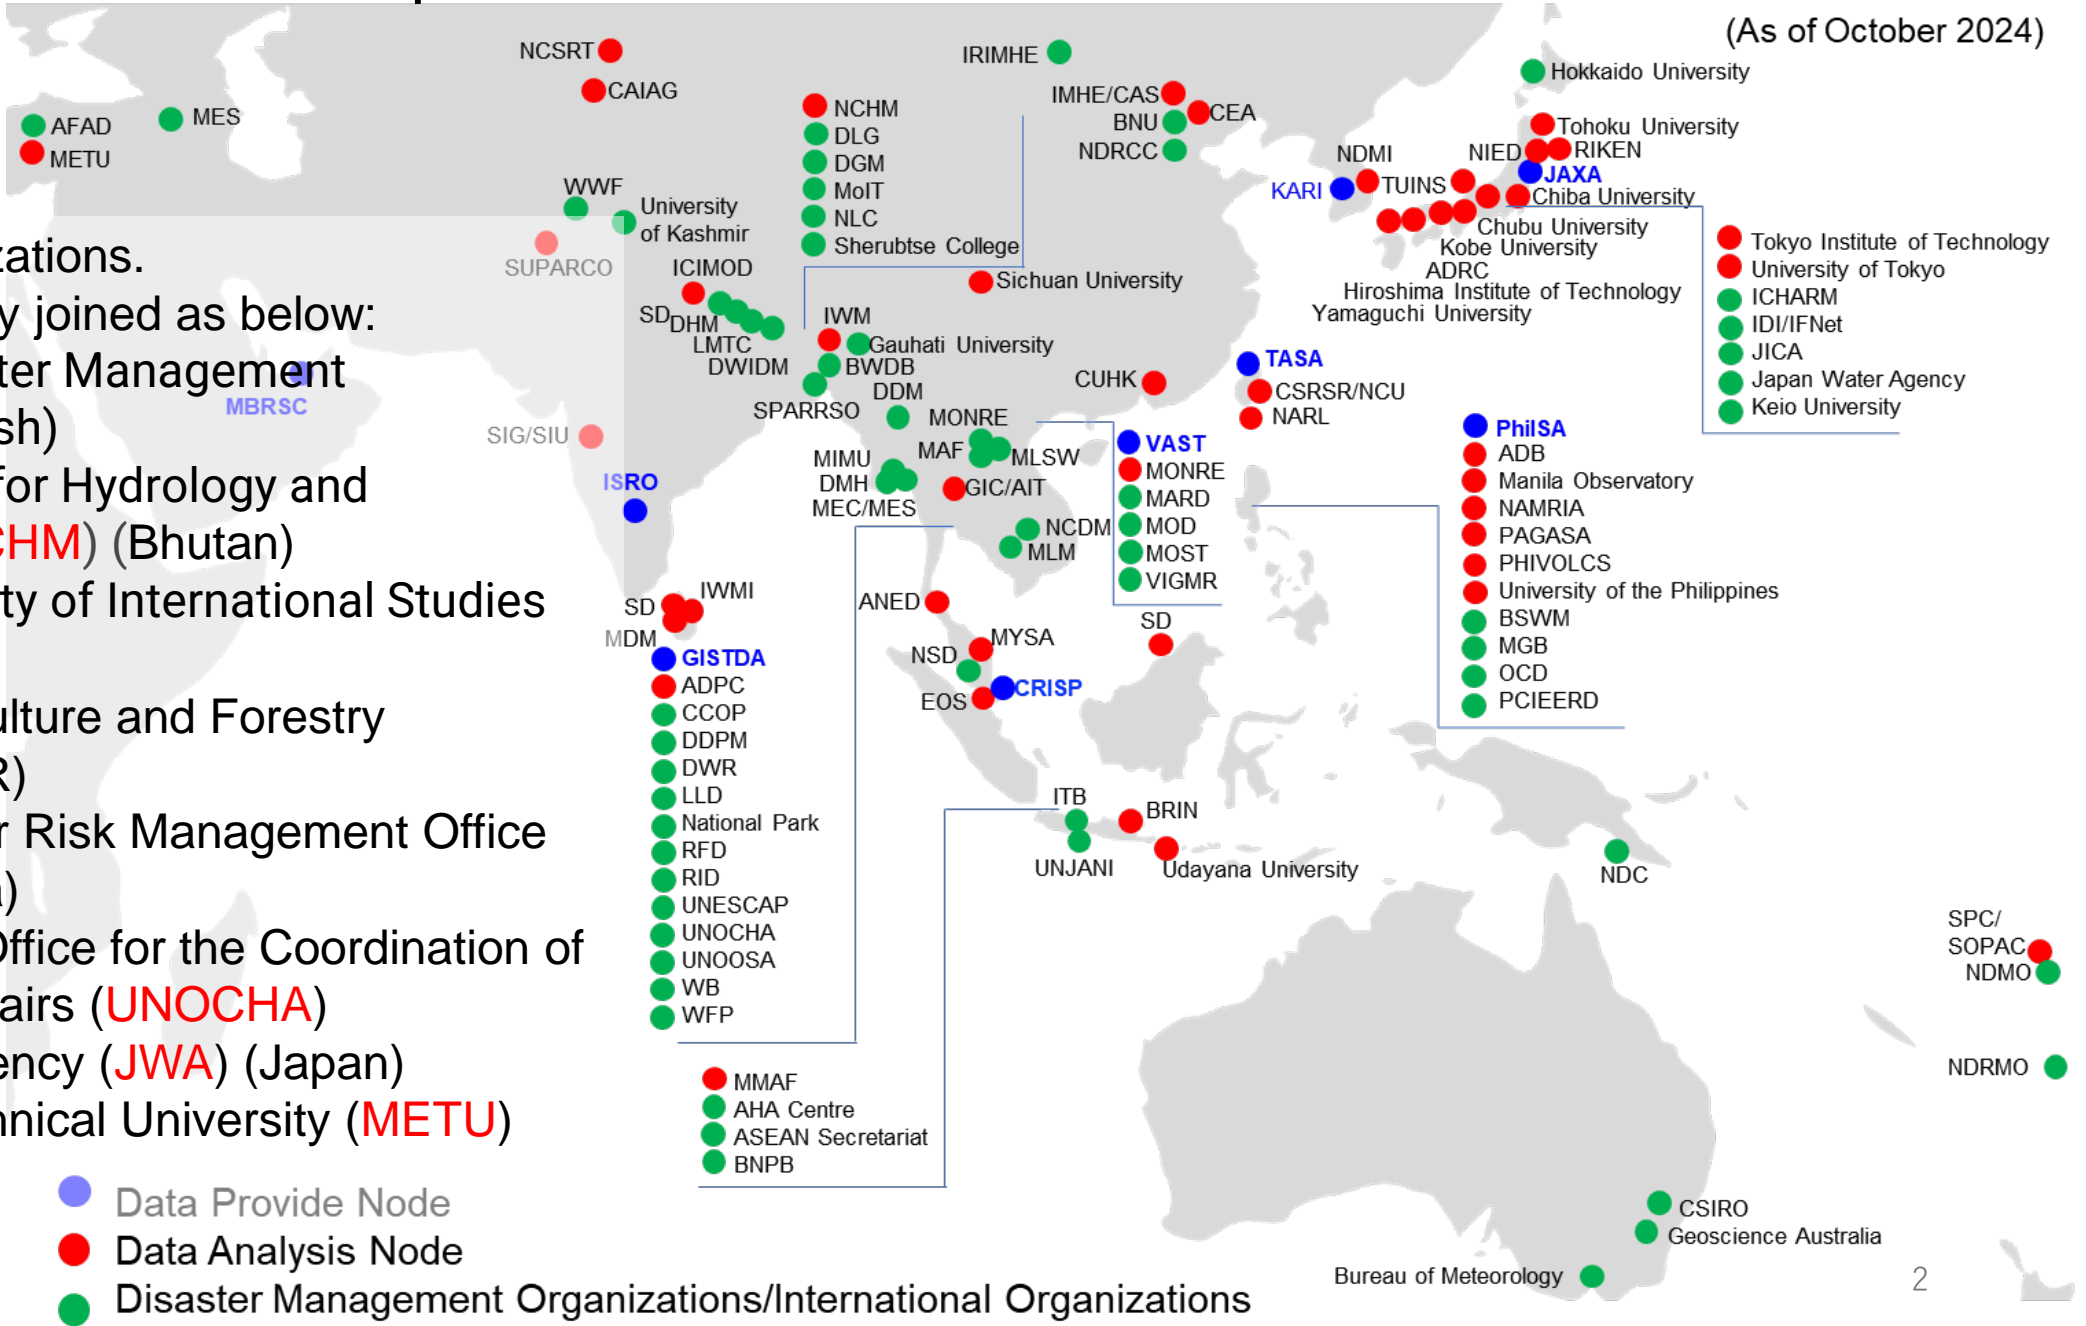 (As of October 2024)
NCSRT
CAIAG
AFAD
METU
MES
IRIMHE
NCHM
DLG
DGM
MoIT
NLC
Sherubtse College
IMHE/CAS
CEA
BNU
NDRCC
Hokkaido University
Tohoku University
NIED
RIKEN
JAXA
NDMI
KARI
TUINS
Chiba University
Chubu University
Kobe University
ADRC
Hiroshima Institute of Technology
Yamaguchi University
Tokyo Institute of Technology
University of Tokyo
ICHARM
IDI/IFNet
JICA
Japan Water Agency
Keio University
WWF
University
of Kashmir
SUPARCO
ICIMOD
SD
DHM
LMTC
DWIDM
Sichuan University
IWM
Gauhati University
BWDB
SPARRSO
DDM
CUHK
TASA
CSRSR/NCU
NARL
MBRSC
SIG/SIU
ISRO
MONRE
MAF
MLSW
MIMU
DMH
MEC/MES
GIC/AIT
NCDM
MLM
VAST
MONRE
MARD
MOD
MOST
VIGMR
PhilSA
ADB
Manila Observatory
NAMRIA
PAGASA
PHIVOLCS
University of the Philippines
BSWM
MGB
OCD
PCIEERD
SD
IWMI
MDM
ANED
MYSA
NSD
EOS
CRISP
SD
GISTDA
ADPC
CCOP
DDPM
DWR
LLD
National Park
RFD
RID
UNESCAP
UNOCHA
UNOOSA
WB
WFP
ITB
UNJANI
BRIN
Udayana University
MMAF
AHA Centre
ASEAN Secretariat
BNPB
NDC
SPC/
SOPAC
NDMO
NDRMO
CSIRO
Geoscience Australia
Bureau of Meteorology
zations.
y joined as below:
ter Management
sh)
for Hydrology and
CHM) (Bhutan)
ty of International Studies
ulture and Forestry
R)
r Risk Management Office
a)
Office for the Coordination of
airs (UNOCHA)
ency (JWA) (Japan)
hnical University (METU)
Data Provide Node
Data Analysis Node
Disaster Management Organizations/International Organizations
2